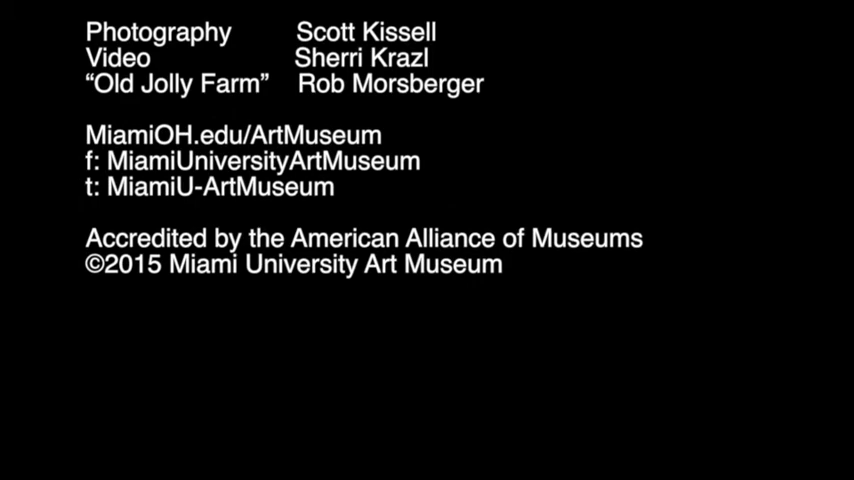 Photography Scott Kissell
Video Sherri Krazl
“Old Jolly Farm” Rob Morsberger
MiamiOH.edu/ArtMuseum
f: MiamiUniversityArtMuseum
t: MiamiU-ArtMuseum
Accredited by the American Alliance of Museums
©2015 Miami University Art Museum